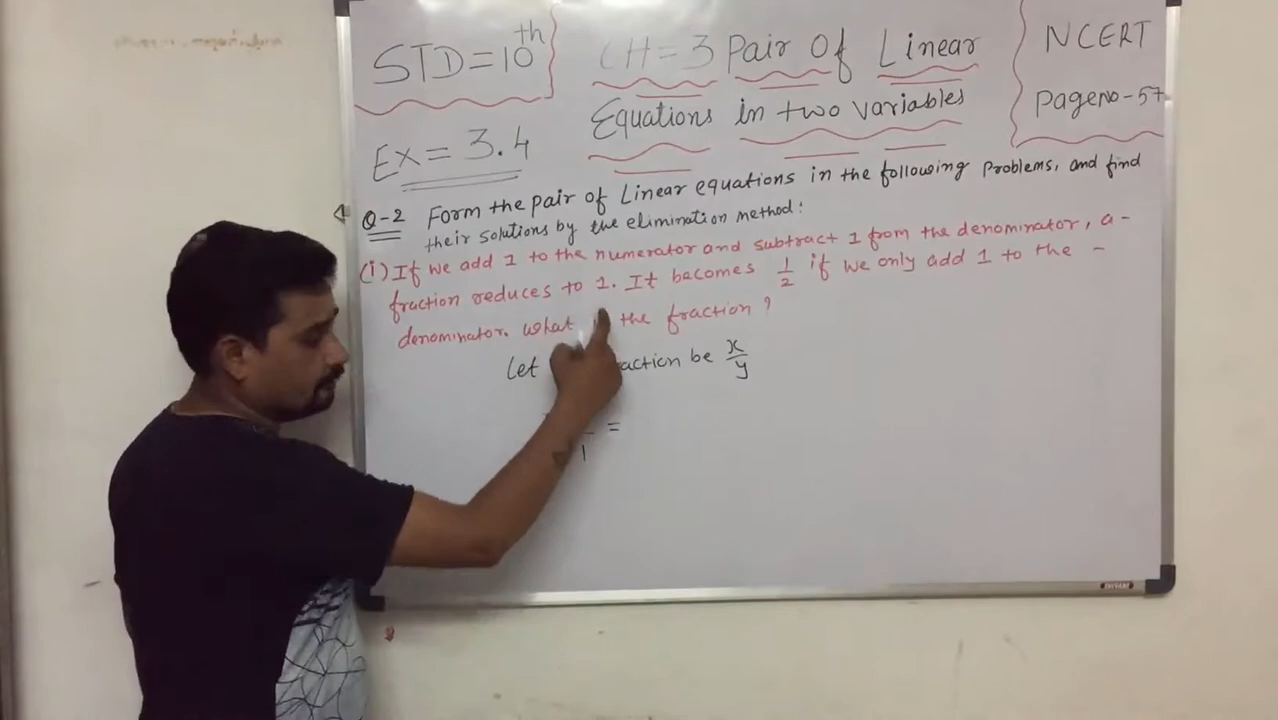 STD=10th
CH=3 Pair Of Linear
Equations in two variables
NCERT
Pageno-57
Ex=3.4
Q-2 Form the pair of Linear equations in the following Problems, and find
their solutions by the elimination method:
(i) If we add 1 to the numerator and subtract 1 from the denominator, a-
fraction reduces to 1. It becomes 1/2 if we only add 1 to the -
denominator. What the fraction?
Let action be x/y
1 =